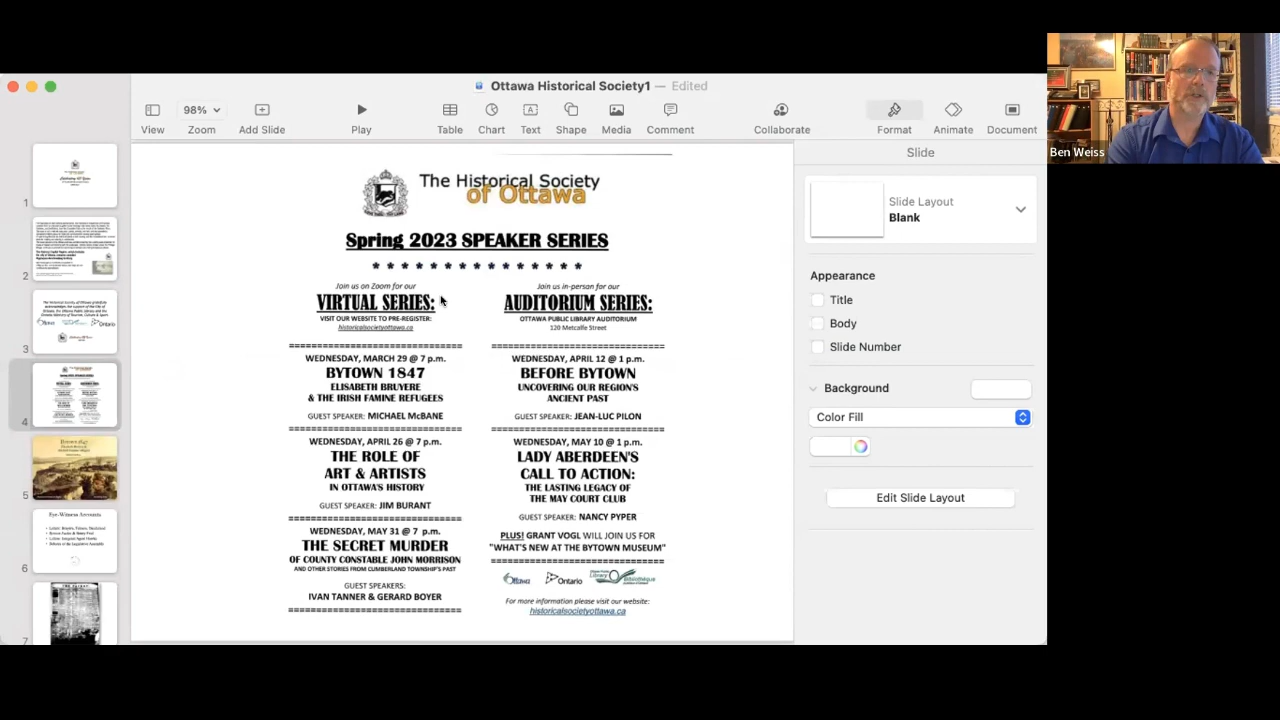 Ottawa Historical Society1 — Edited
98%
View
Zoom
Add Slide
Play
Table
Chart
Text
Shape
Media
Comment
Collaborate
Format
Animate
Document
Ben Weiss
1
2
3
4
5
6
Eye-Witness Accounts
7
The Historical Society
of Ottawa
Spring 2023 SPEAKER SERIES
* * * * * * * * * * * * * * *
Join us on Zoom for our
VIRTUAL SERIES:
VISIT OUR WEBSITE TO PRE-REGISTER:
historicalsocietyottawa.ca
WEDNESDAY, MARCH 29 @ 7 p.m.
BYTOWN 1847
ELISABETH BRUYERE
& THE IRISH FAMINE REFUGEES
GUEST SPEAKER: MICHAEL McBANE
WEDNESDAY, APRIL 26 @ 7 p.m.
THE ROLE OF
ART & ARTISTS
IN OTTAWA'S HISTORY
GUEST SPEAKER: JIM BURANT
WEDNESDAY, MAY 31 @ 7 p.m.
THE SECRET MURDER
OF COUNTY CONSTABLE JOHN MORRISON
AND OTHER STORIES FROM CUMBERLAND TOWNSHIP'S PAST
GUEST SPEAKERS:
IVAN TANNER & GERARD BOYER
Join us in-person for our
AUDITORIUM SERIES:
OTTAWA PUBLIC LIBRARY AUDITORIUM
120 Metcalfe Street
WEDNESDAY, APRIL 12 @ 1 p.m.
BEFORE BYTOWN
UNCOVERING OUR REGION'S
ANCIENT PAST
GUEST SPEAKER: JEAN-LUC PILON
WEDNESDAY, MAY 10 @ 1 p.m.
LADY ABERDEEN'S
CALL TO ACTION:
THE LASTING LEGACY OF
THE MAY COURT CLUB
GUEST SPEAKER: NANCY PYPER
PLUS! GRANT VOGL WILL JOIN US FOR
"WHAT'S NEW AT THE BYTOWN MUSEUM"
Ottawa
Ontario
For more information please visit our website:
historicalsocietyottawa.ca
Slide
Slide Layout
Blank
Appearance
Title
Body
Slide Number
Background
Color Fill
Edit Slide Layout